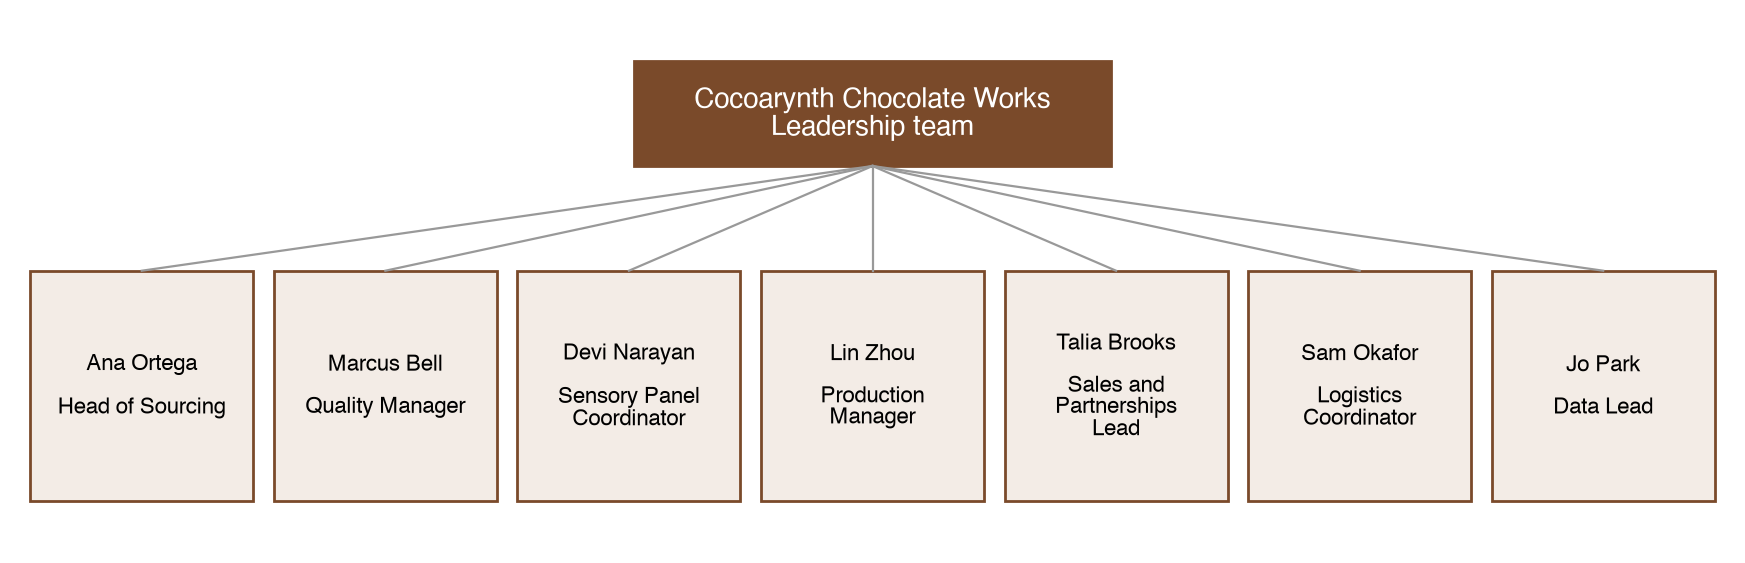 Cocoarynth Chocolate Works
Leadership team
Ana Ortega
Head of Sourcing
Marcus Bell
Quality Manager
Devi Narayan
Sensory Panel
Coordinator
Lin Zhou
Production
Manager
Talia Brooks
Sales and
Partnerships
Lead
Sam Okafor
Logistics
Coordinator
Jo Park
Data Lead